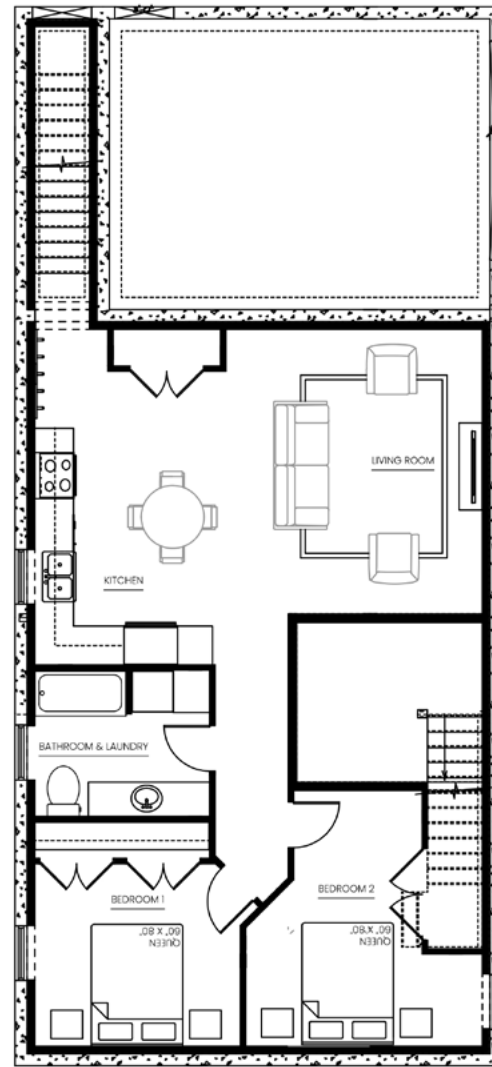 LIVING ROOM
KITCHEN
BATHROOM & LAUNDRY
BEDROOM 1
BEDROOM 2
QUEEN
60" X 80"
QUEEN
60" X 80"